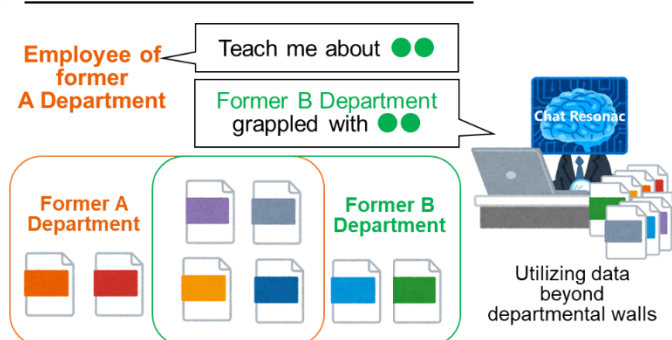 Employee of
former
A Department
Teach me about ●●
Former B Department
grappled with ●●
Chat Resonac
Former A
Department
Former B
Department
Utilizing data
beyond
departmental walls